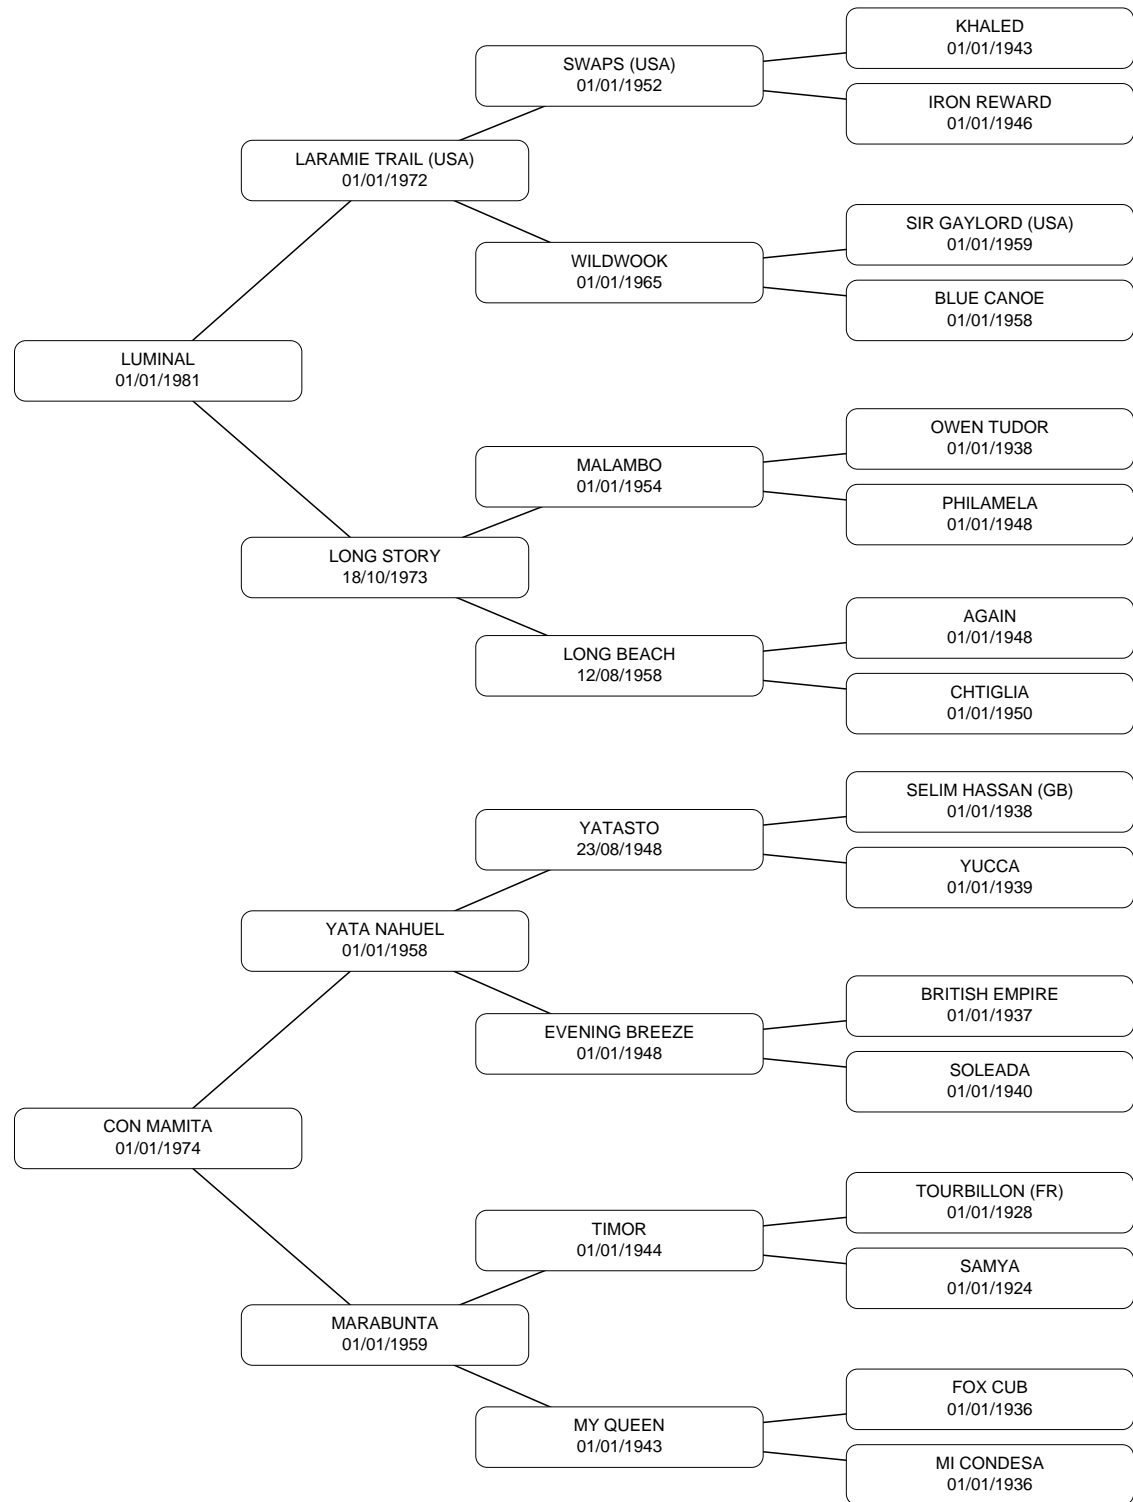 KHALED
01/01/1943
SWAPS (USA)
01/01/1952
IRON REWARD
01/01/1946
LARAMIE TRAIL (USA)
01/01/1972
SIR GAYLORD (USA)
01/01/1959
WILDWOOK
01/01/1965
BLUE CANOE
01/01/1958
LUMINAL
01/01/1981
OWEN TUDOR
01/01/1938
MALAMBO
01/01/1954
PHILAMELA
01/01/1948
LONG STORY
18/10/1973
AGAIN
01/01/1948
LONG BEACH
12/08/1958
CHTIGLIA
01/01/1950
SELIM HASSAN (GB)
01/01/1938
YATASTO
23/08/1948
YUCCA
01/01/1939
YATA NAHUEL
01/01/1958
BRITISH EMPIRE
01/01/1937
EVENING BREEZE
01/01/1948
SOLEADA
01/01/1940
CON MAMITA
01/01/1974
TOURBILLON (FR)
01/01/1928
TIMOR
01/01/1944
SAMYA
01/01/1924
MARABUNTA
01/01/1959
FOX CUB
01/01/1936
MY QUEEN
01/01/1943
MI CONDESA
01/01/1936